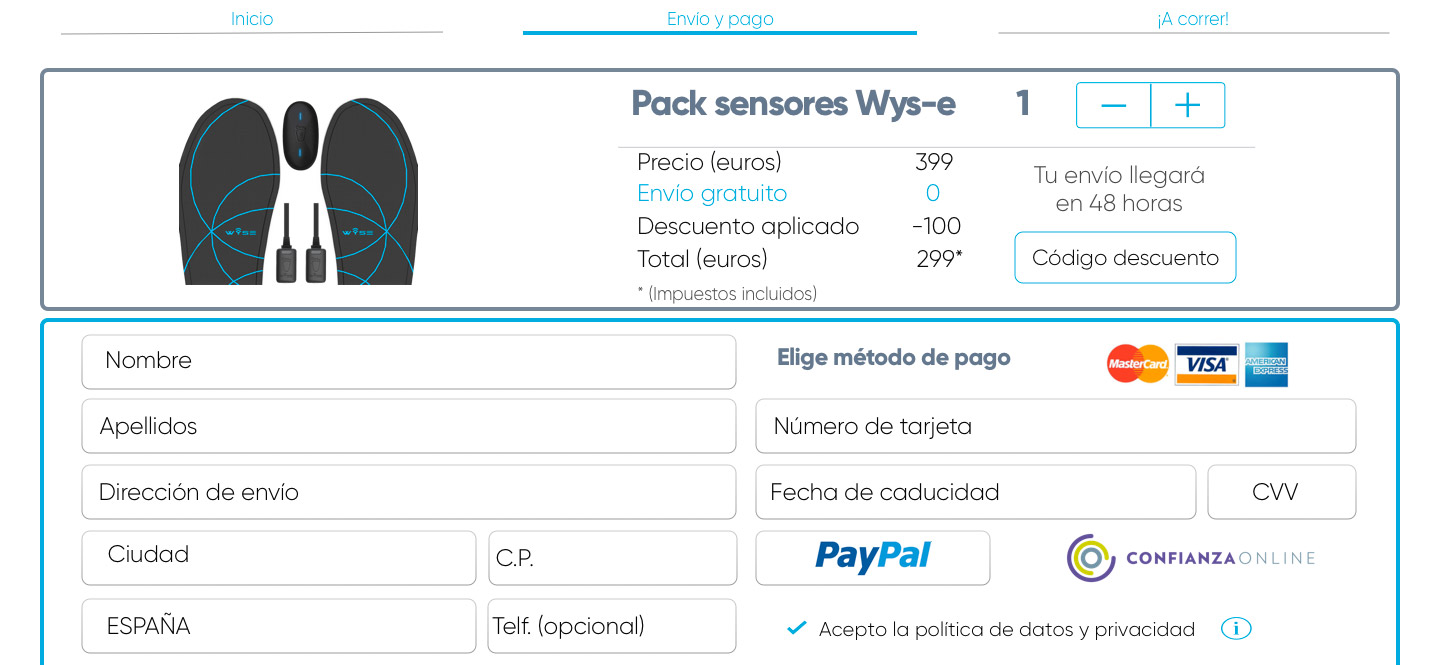 Inicio
Envío y pago
¡A correr!
Pack sensores Wys-e 1
Precio (euros) 399
Envío gratuito 0
Descuento aplicado -100
Total (euros) 299*
* (Impuestos incluidos)
Tu envío llegará
en 48 horas
Código descuento
WYSE
WYSE
Nombre
Elige método de pago
MasterCard
VISA
AMERICAN
EXPRESS
Apellidos
Número de tarjeta
Dirección de envío
Fecha de caducidad
CVV
Ciudad
C.P.
PayPal
CONFIANZAONLINE
ESPAÑA
Telf. (opcional)
Acepto la política de datos y privacidad
i